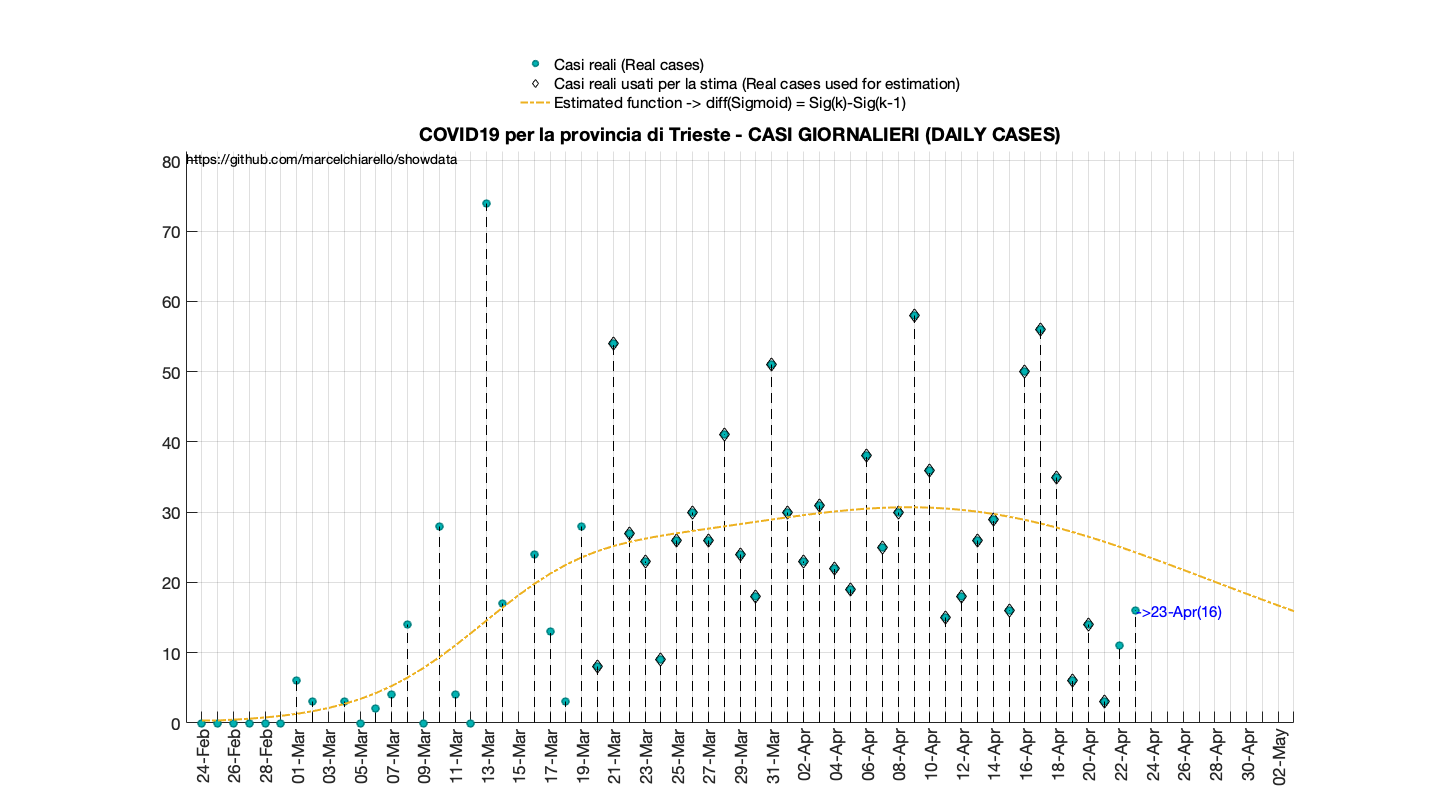 Casi reali (Real cases)
Casi reali usati per la stima (Real cases used for estimation)
Estimated function -> diff(Sigmoid) = Sig(k)-Sig(k-1)
COVID19 per la provincia di Trieste - CASI GIORNALIERI (DAILY CASES)
https://github.com/marcelchiarello/showdata
80
70
60
50
40
30
20
10
0
->23-Apr(16)
24-Feb
26-Feb
28-Feb
01-Mar
03-Mar
05-Mar
07-Mar
09-Mar
11-Mar
13-Mar
15-Mar
17-Mar
19-Mar
21-Mar
23-Mar
25-Mar
27-Mar
29-Mar
31-Mar
02-Apr
04-Apr
06-Apr
08-Apr
10-Apr
12-Apr
14-Apr
16-Apr
18-Apr
20-Apr
22-Apr
24-Apr
26-Apr
28-Apr
30-Apr
02-May